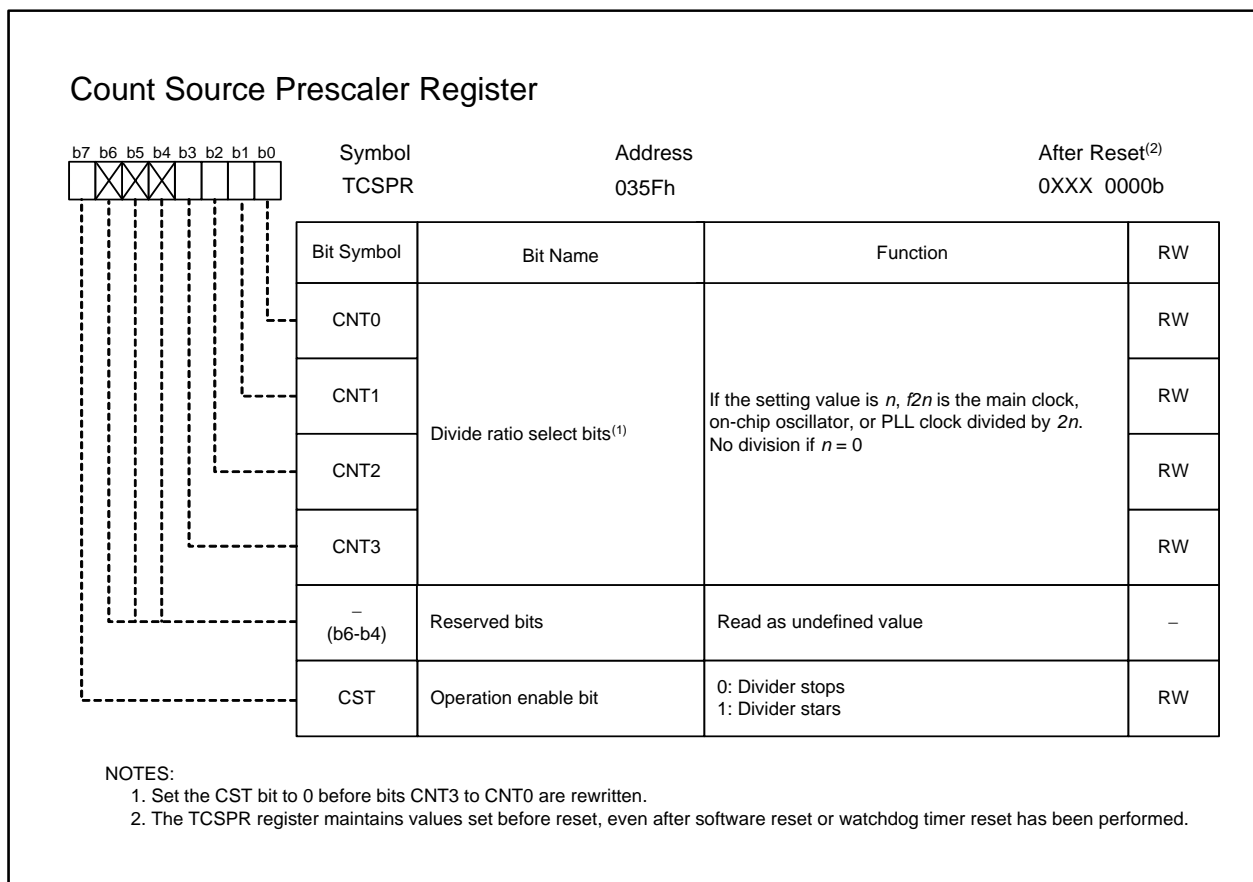 Count Source Prescaler Register
b7 b6 b5 b4 b3 b2 b1 b0
Symbol Address After Reset(2)
TCSPR 035Fh 0XXX 0000b
Bit Symbol Bit Name Function RW
CNT0 RW
CNT1 RW
Divide ratio select bits(1)
If the setting value is n, f2n is the main clock,
on-chip oscillator, or PLL clock divided by 2n.
No division if n = 0
CNT2 RW
CNT3 RW
–
(b6-b4)
Reserved bits Read as undefined value –
CST Operation enable bit
0: Divider stops
1: Divider stars
RW
NOTES:
1. Set the CST bit to 0 before bits CNT3 to CNT0 are rewritten.
2. The TCSPR register maintains values set before reset, even after software reset or watchdog timer reset has been performed.